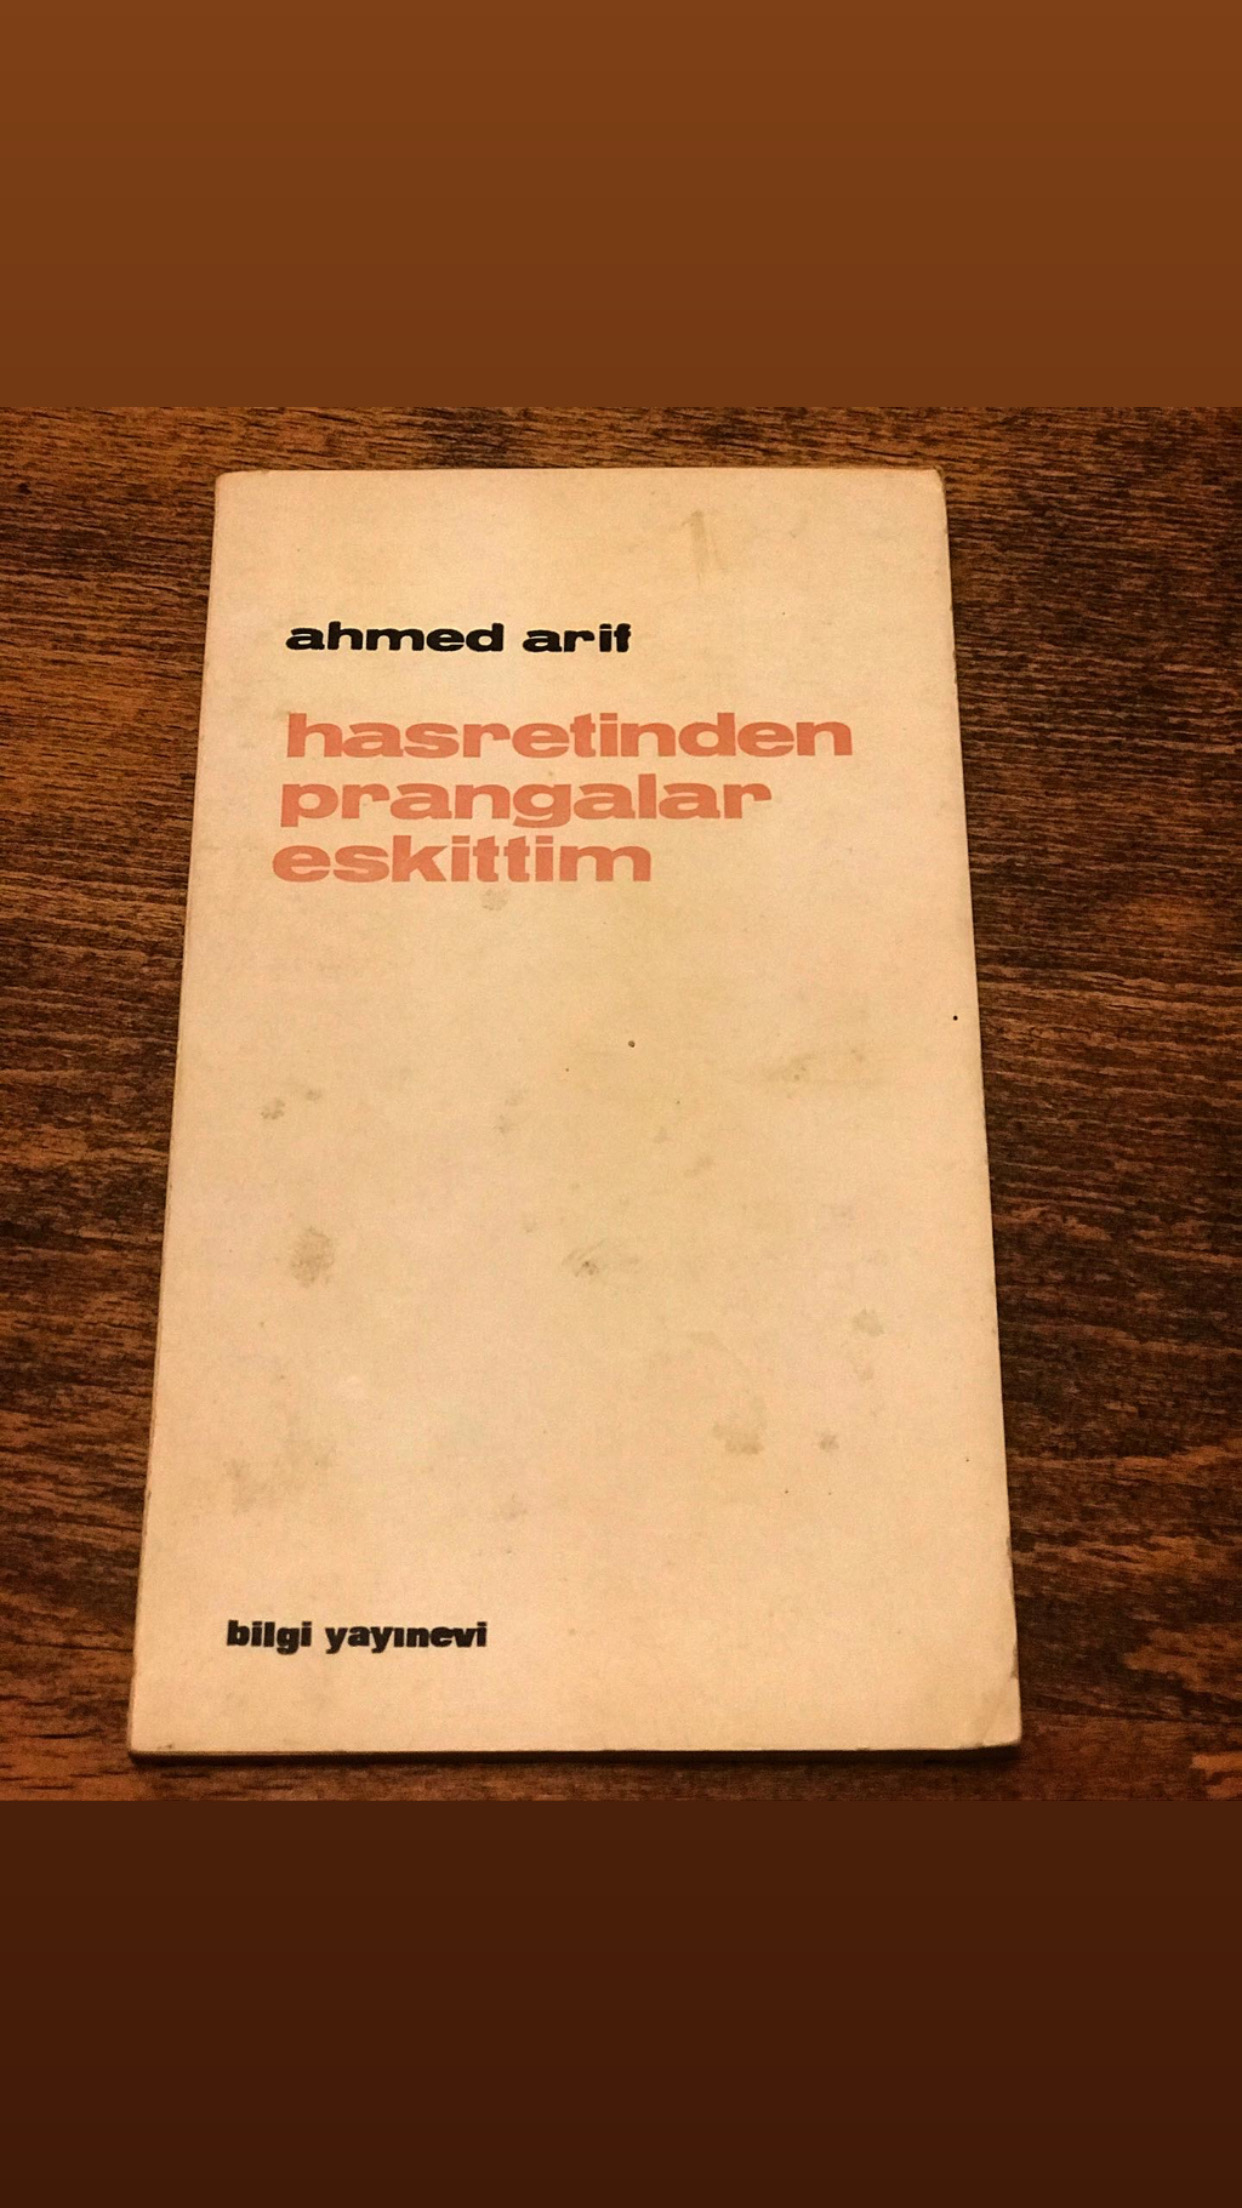 ahmed arif
hasretinden
prangalar
eskittim
bilgi yayınevi